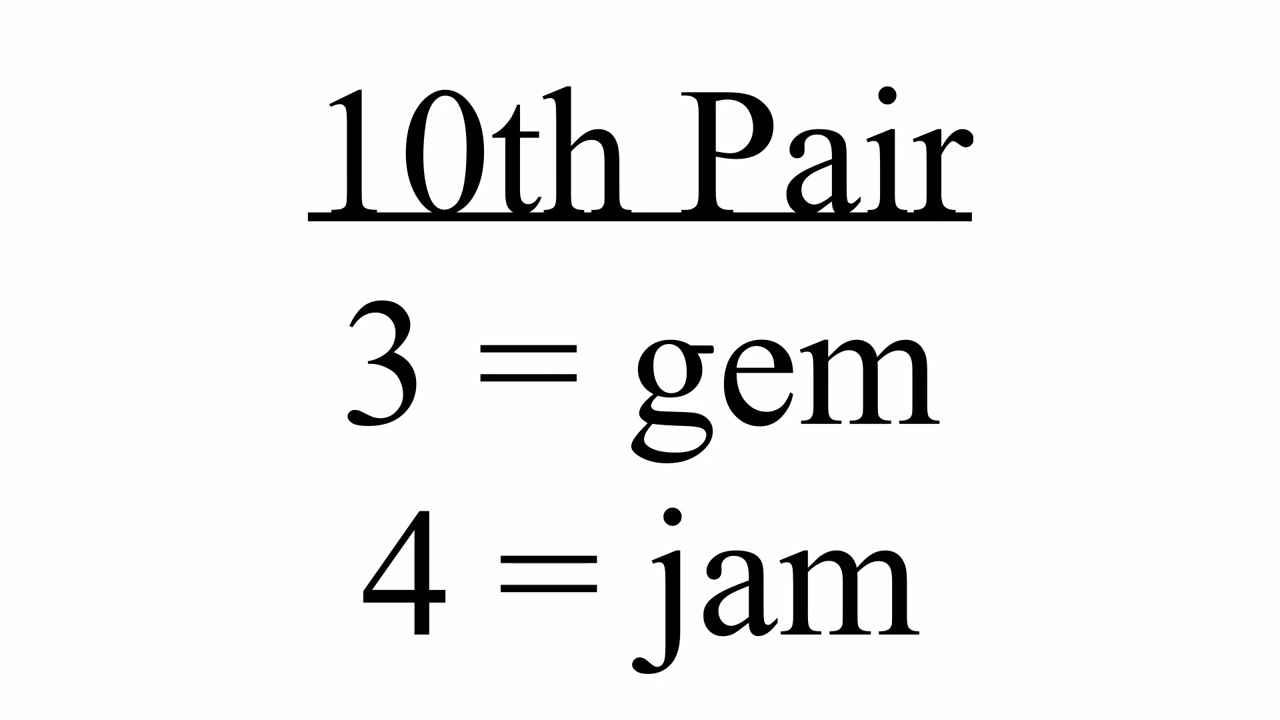 10th Pair
3 = gem
4 = jam